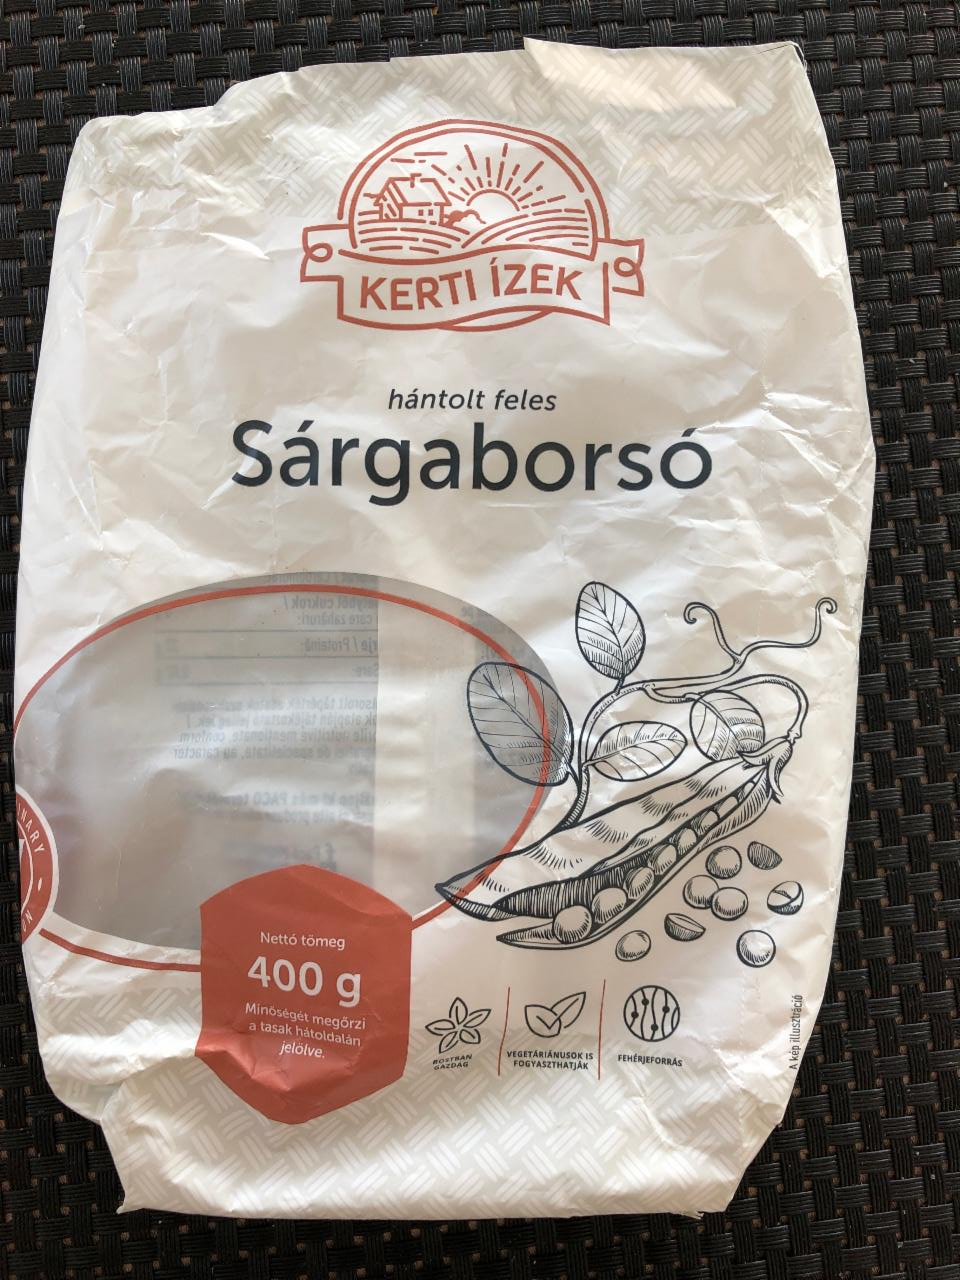 KERTI ÍZEK
hántolt feles
Sárgaborsó
Nettó tömeg
400 g
Minőségét megőrzi
a tasak hátoldalán
jelölve.
ROSTBAN
GAZDAG
VEGETÁRIÁNUSOK IS
FOGYASZTHATJÁK
FEHÉRJEFORRÁS
A kép illusztráció